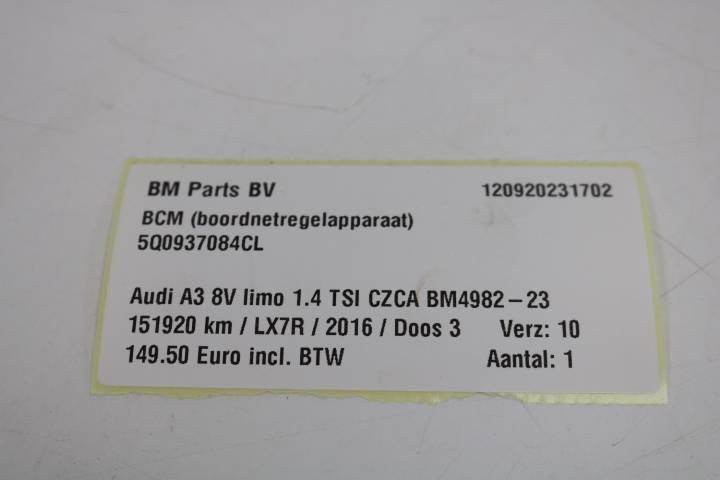 BM Parts BV 120920231702
BCM (boordnetregelapparaat)
5Q0937084CL
Audi A3 8V limo 1.4 TSI CZCA BM4982-23
151920 km / LX7R / 2016 / Doos 3 Verz: 10
149.50 Euro incl. BTW Aantal: 1